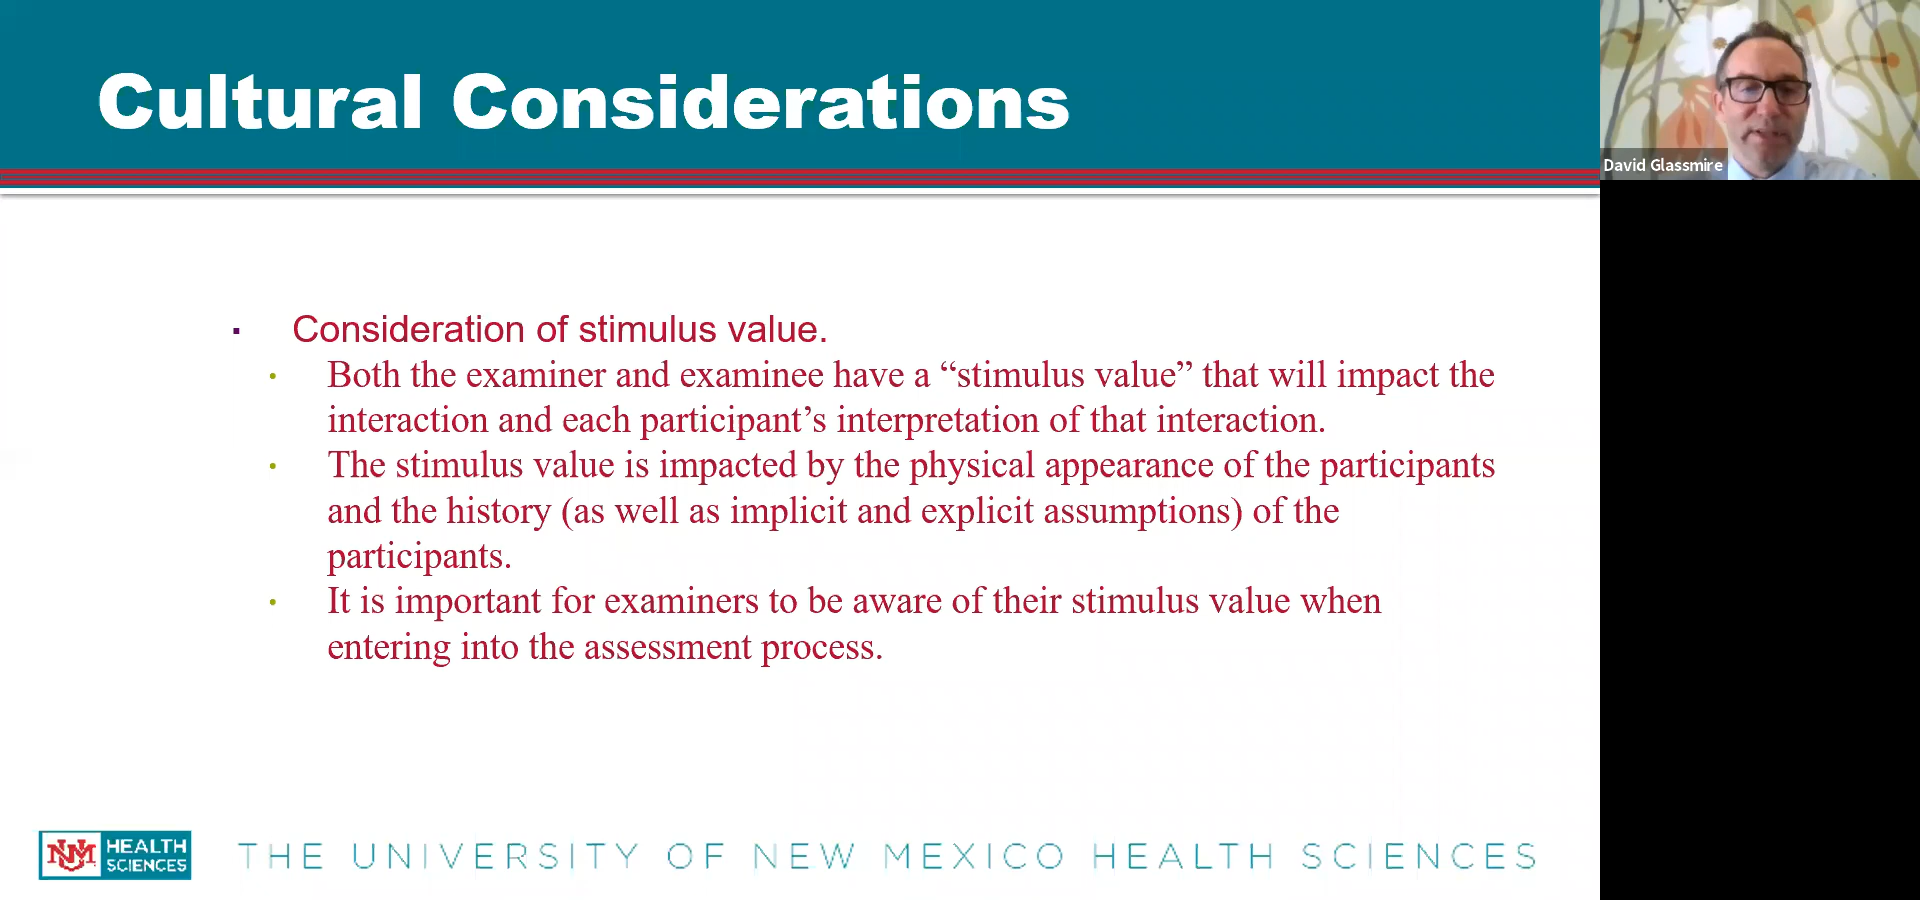 Cultural Considerations
David Glassmire
▪ Consideration of stimulus value.
• Both the examiner and examinee have a “stimulus value” that will impact the
interaction and each participant’s interpretation of that interaction.
• The stimulus value is impacted by the physical appearance of the participants
and the history (as well as implicit and explicit assumptions) of the
participants.
• It is important for examiners to be aware of their stimulus value when
entering into the assessment process.
UNM HEALTH
SCIENCES
THE UNIVERSITY OF NEW MEXICO HEALTH SCIENCES